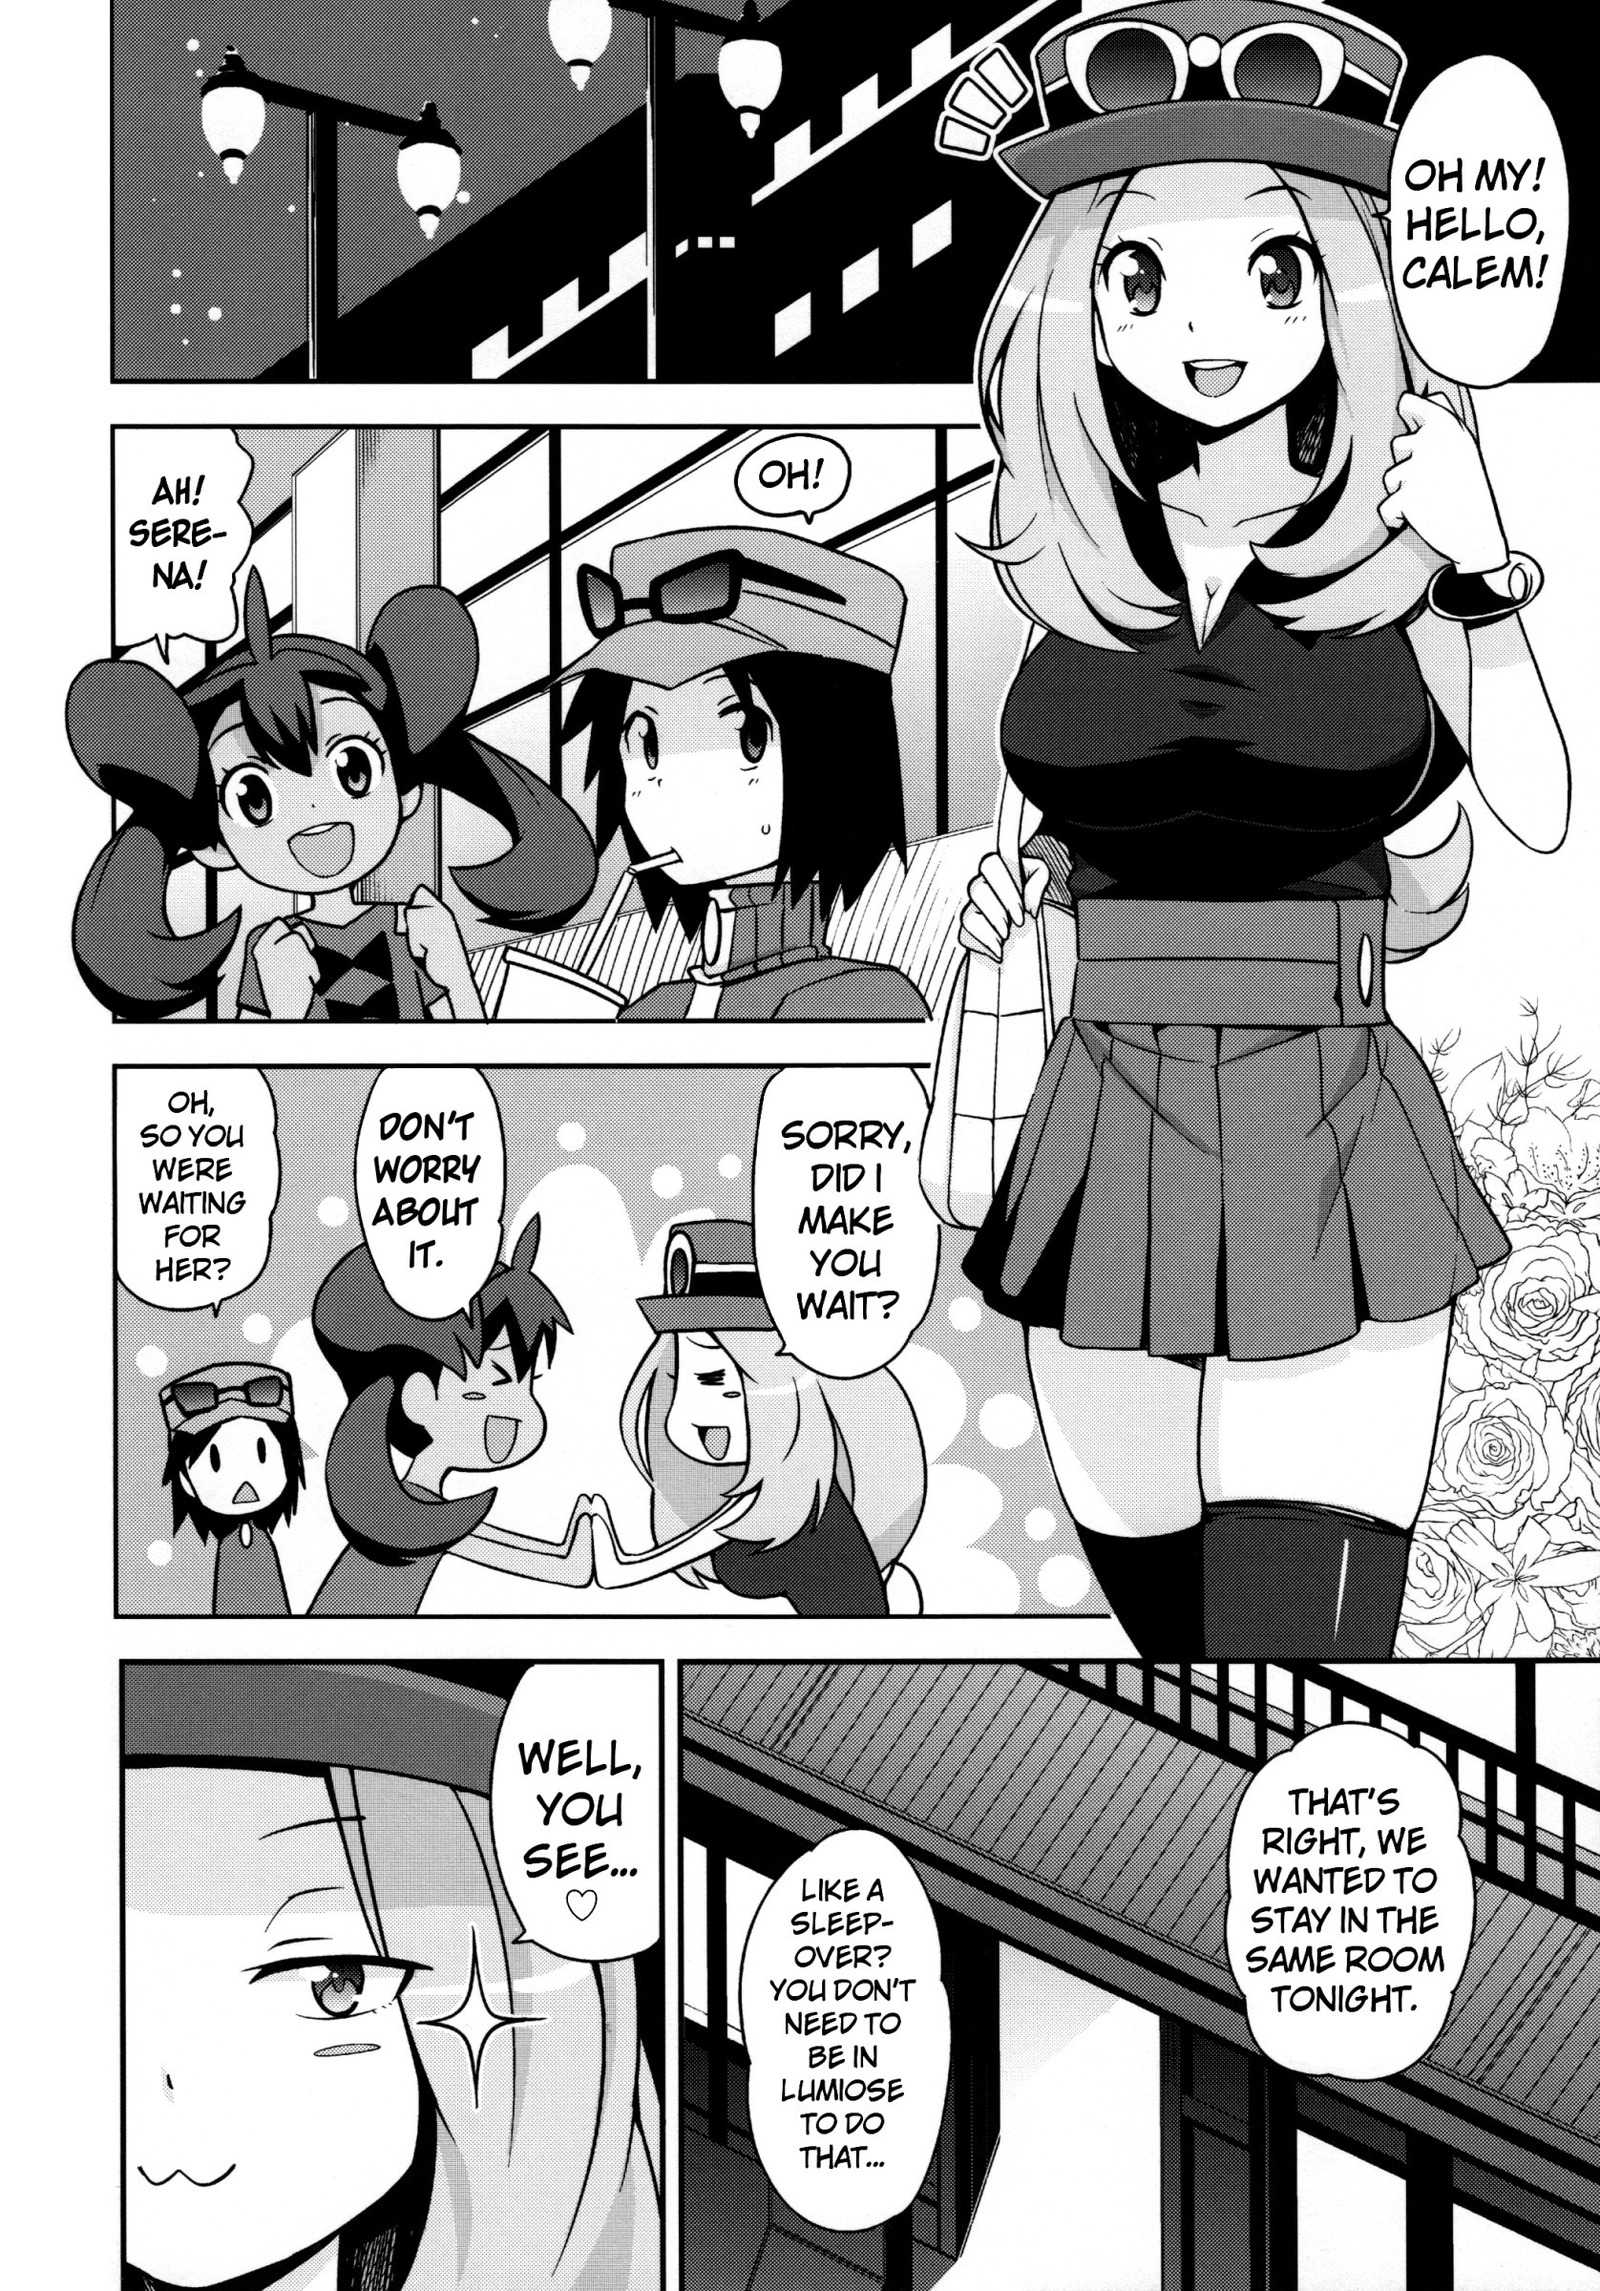 OH MY!
HELLO,
CALEM!
OH!
AH!
SERE-
NA!
SORRY,
DID I
MAKE
YOU
WAIT?
DON'T
WORRY
ABOUT
IT.
OH,
SO YOU
WERE
WAITING
FOR
HER?
THAT'S
RIGHT, WE
WANTED TO
STAY IN THE
SAME ROOM
TONIGHT.
LIKE A
SLEEP-
OVER?
YOU DON'T
NEED TO
BE IN
LUMIOSE
TO DO
THAT...
WELL,
YOU
SEE...
♡